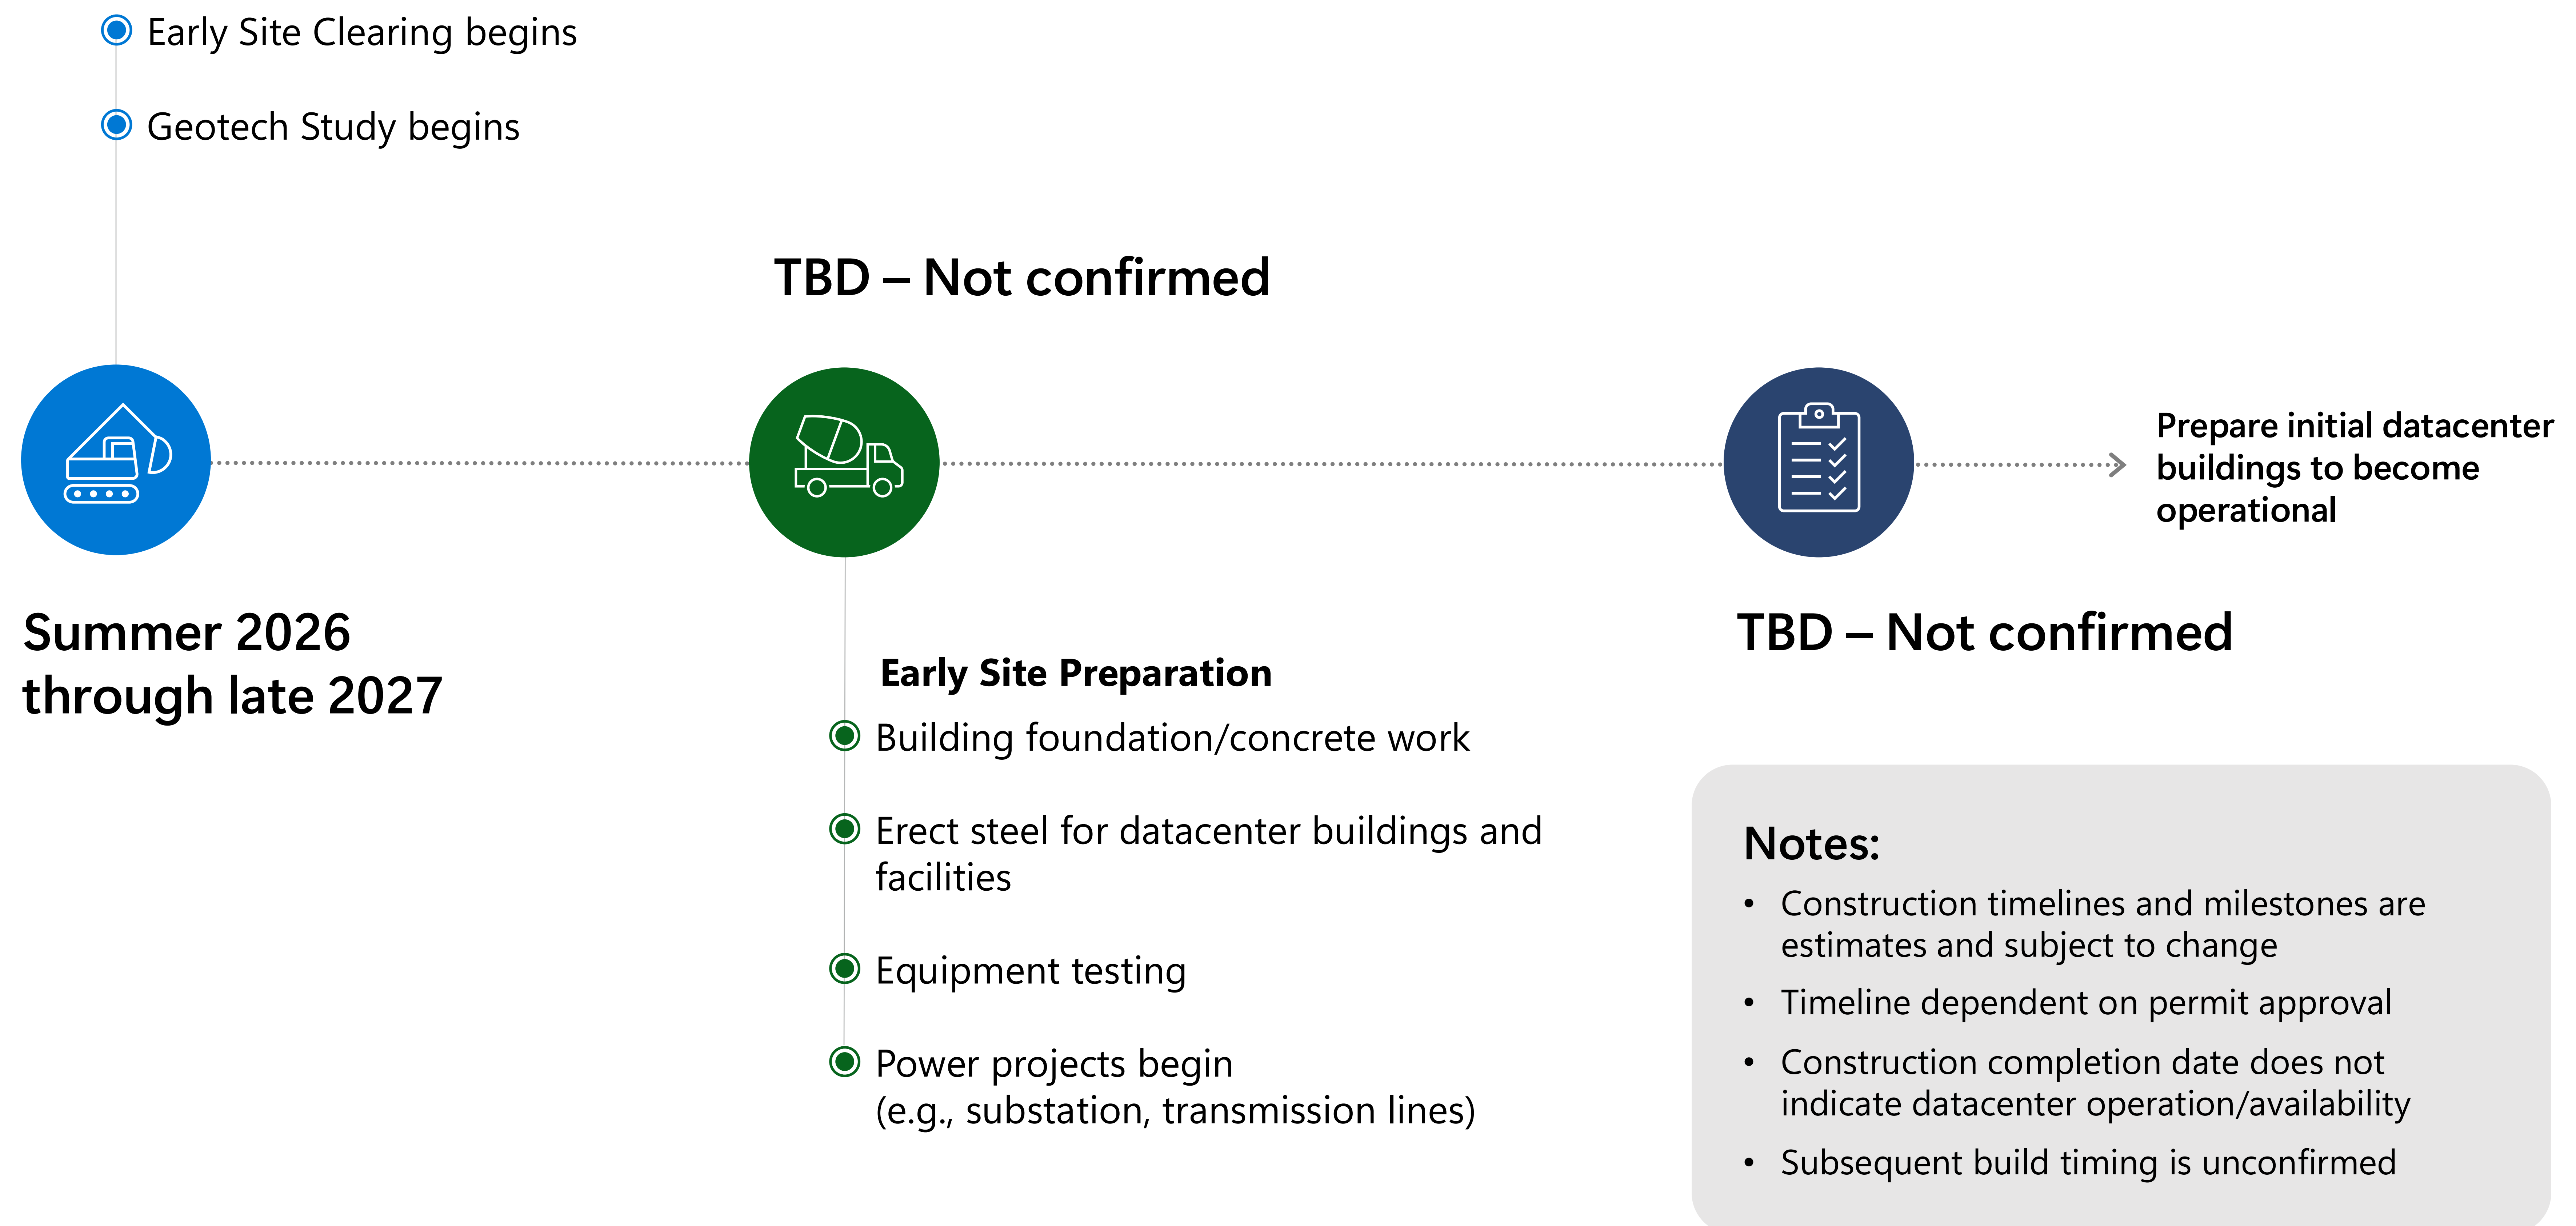 Early Site Clearing begins
Geotech Study begins
Summer 2026
through late 2027
TBD – Not confirmed
Early Site Preparation
Building foundation/concrete work
Erect steel for datacenter buildings and
facilities
Equipment testing
Power projects begin
(e.g., substation, transmission lines)
TBD – Not confirmed
Prepare initial datacenter
buildings to become
operational
Notes:
• Construction timelines and milestones are
estimates and subject to change
• Timeline dependent on permit approval
• Construction completion date does not
indicate datacenter operation/availability
• Subsequent build timing is unconfirmed